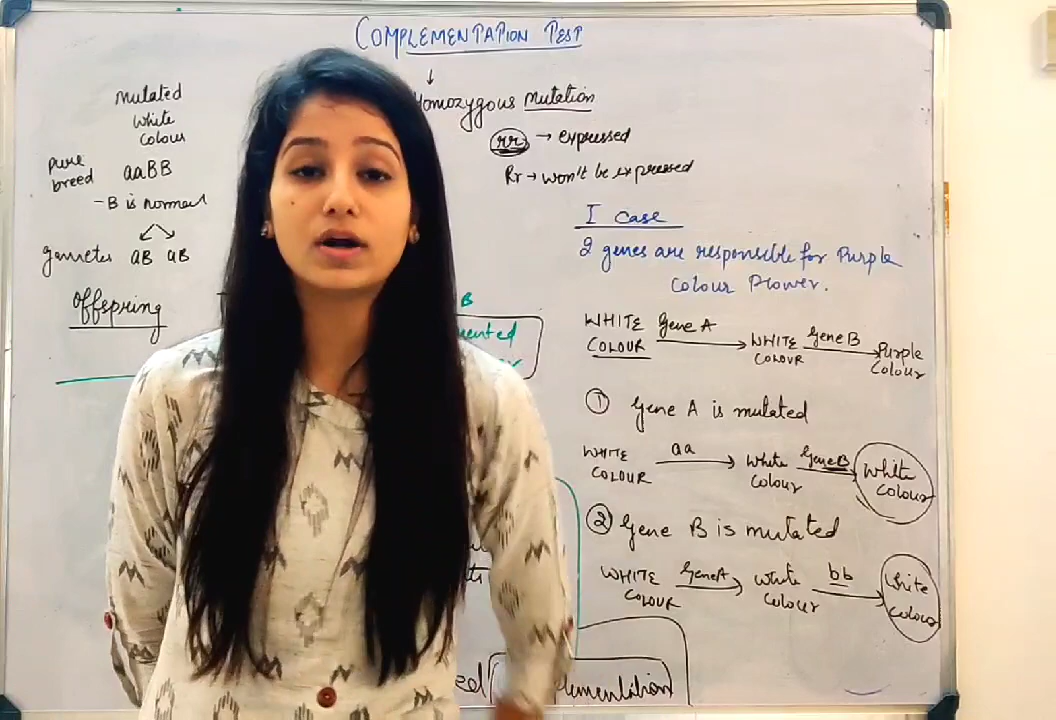 COMPLEMENTATION TEST
Homozygous Mutation
rr → expressed
Rr → won't be expressed
Mutated
White
Colour
pure
breed
aaBB
- B is normal
gametes aB aB
Offspring
B
I case
2 genes are responsible for Purple
Colour Flower.
WHITE Gene A WHITE Gene B Purple
COLOUR COLOUR Colour
① Gene A is mutated
WHITE aa White Gene B White
COLOUR Colour Colour
② Gene B is mutated
WHITE Gene A White bb White
COLOUR Colour Colour